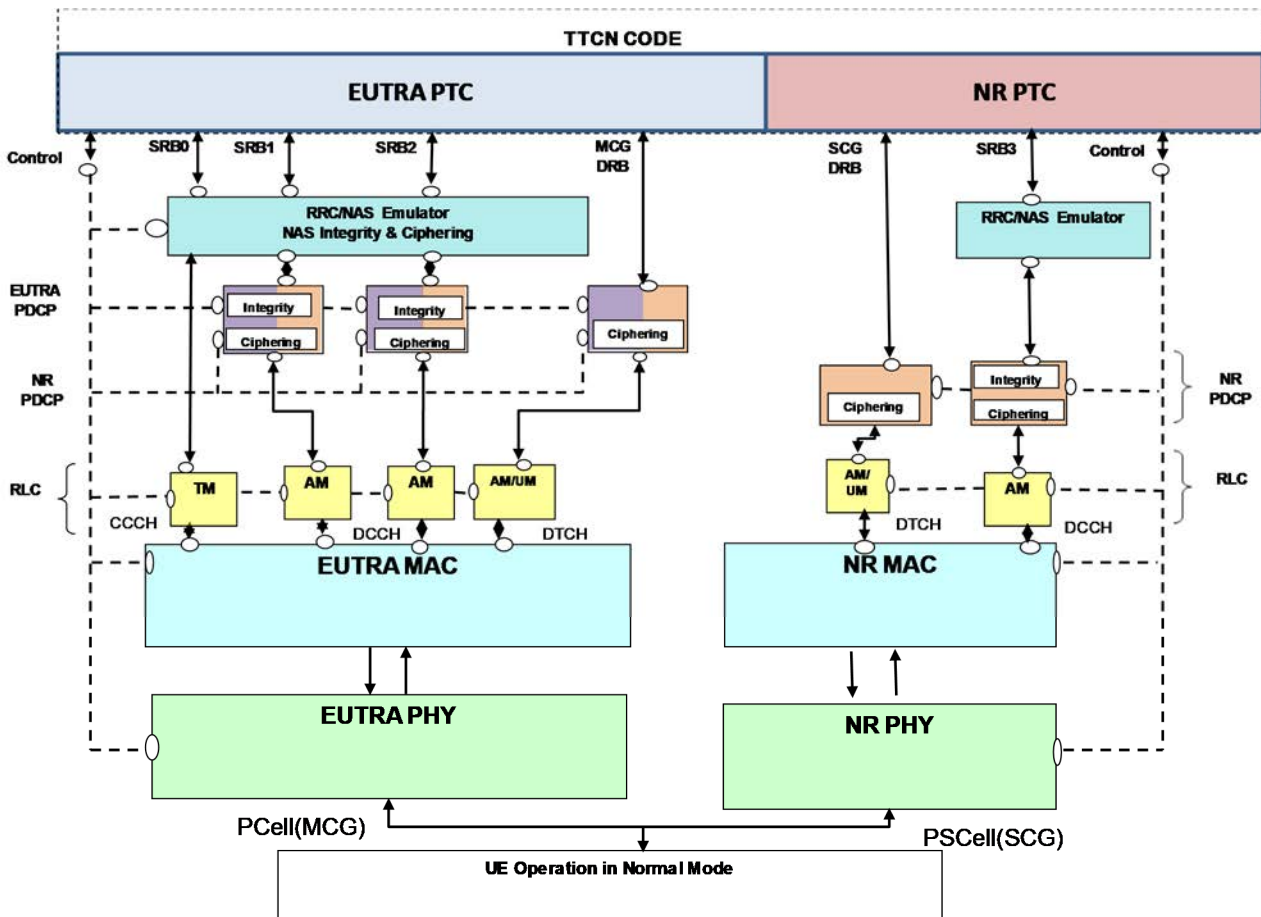 TTCN CODE
EUTRA PTC
NR PTC
Control
SRB0
SRB1
SRB2
MCG
DRB
SCG
DRB
SRB3
Control
RRC/NAS Emulator
NAS Integrity & Ciphering
RRC/NAS Emulator
EUTRA
PDCP
Integrity
Ciphering
Integrity
Ciphering
Ciphering
NR
PDCP
Ciphering
Integrity
Ciphering
NR
PDCP
RLC
TM
AM
AM
AM/UM
AM/
UM
AM
RLC
CCCH
DCCH
DTCH
DTCH
DCCH
EUTRA MAC
NR MAC
EUTRA PHY
NR PHY
PCell(MCG)
PSCell(SCG)
UE Operation in Normal Mode